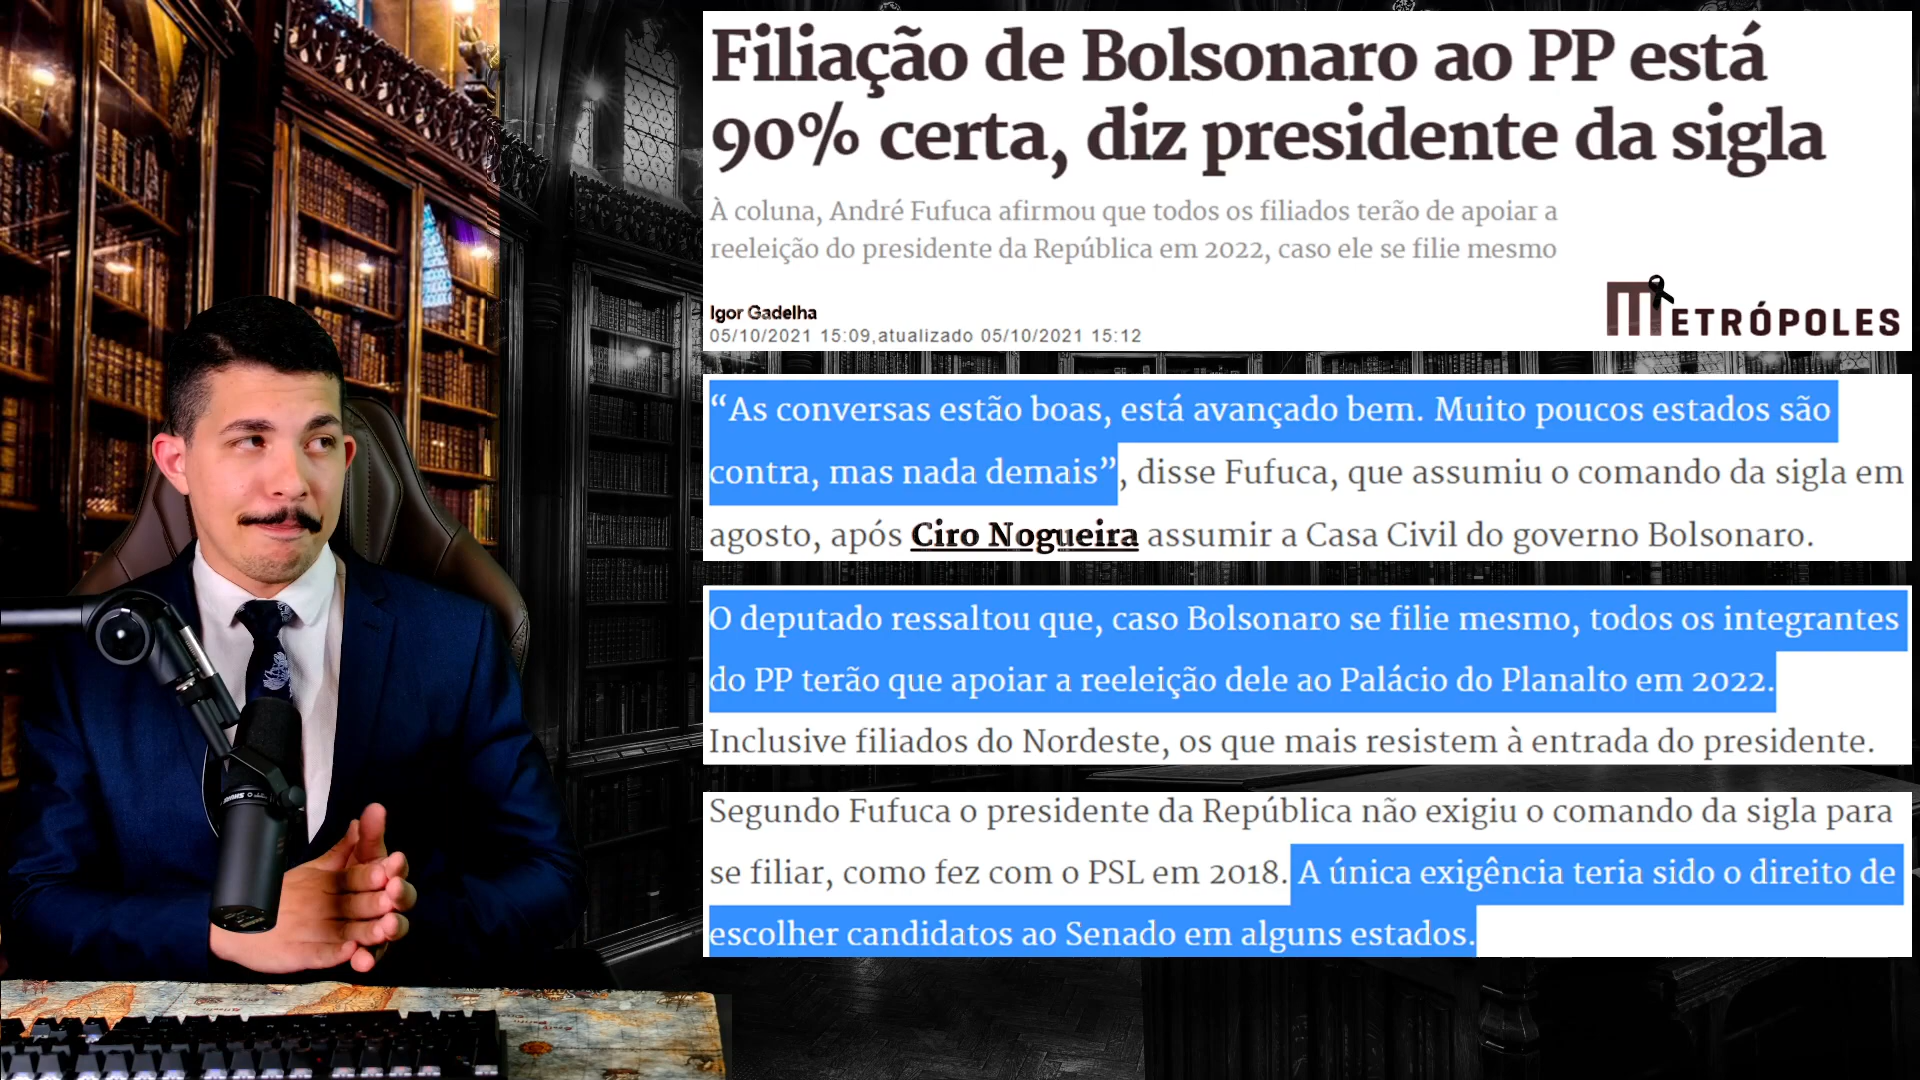 Filiação de Bolsonaro ao PP está
90% certa, diz presidente da sigla
À coluna, André Fufuca afirmou que todos os filiados terão de apoiar a
reeleição do presidente da República em 2022, caso ele se filie mesmo
Igor Gadelha
05/10/2021 15:09,atualizado 05/10/2021 15:12
METRÓPOLES
“As conversas estão boas, está avançado bem. Muito poucos estados são
contra, mas nada demais”, disse Fufuca, que assumiu o comando da sigla em
agosto, após Ciro Nogueira assumir a Casa Civil do governo Bolsonaro.
O deputado ressaltou que, caso Bolsonaro se filie mesmo, todos os integrantes
do PP terão que apoiar a reeleição dele ao Palácio do Planalto em 2022.
Inclusive filiados do Nordeste, os que mais resistem à entrada do presidente.
Segundo Fufuca o presidente da República não exigiu o comando da sigla para
se filiar, como fez com o PSL em 2018. A única exigência teria sido o direito de
escolher candidatos ao Senado em alguns estados.
SHURE